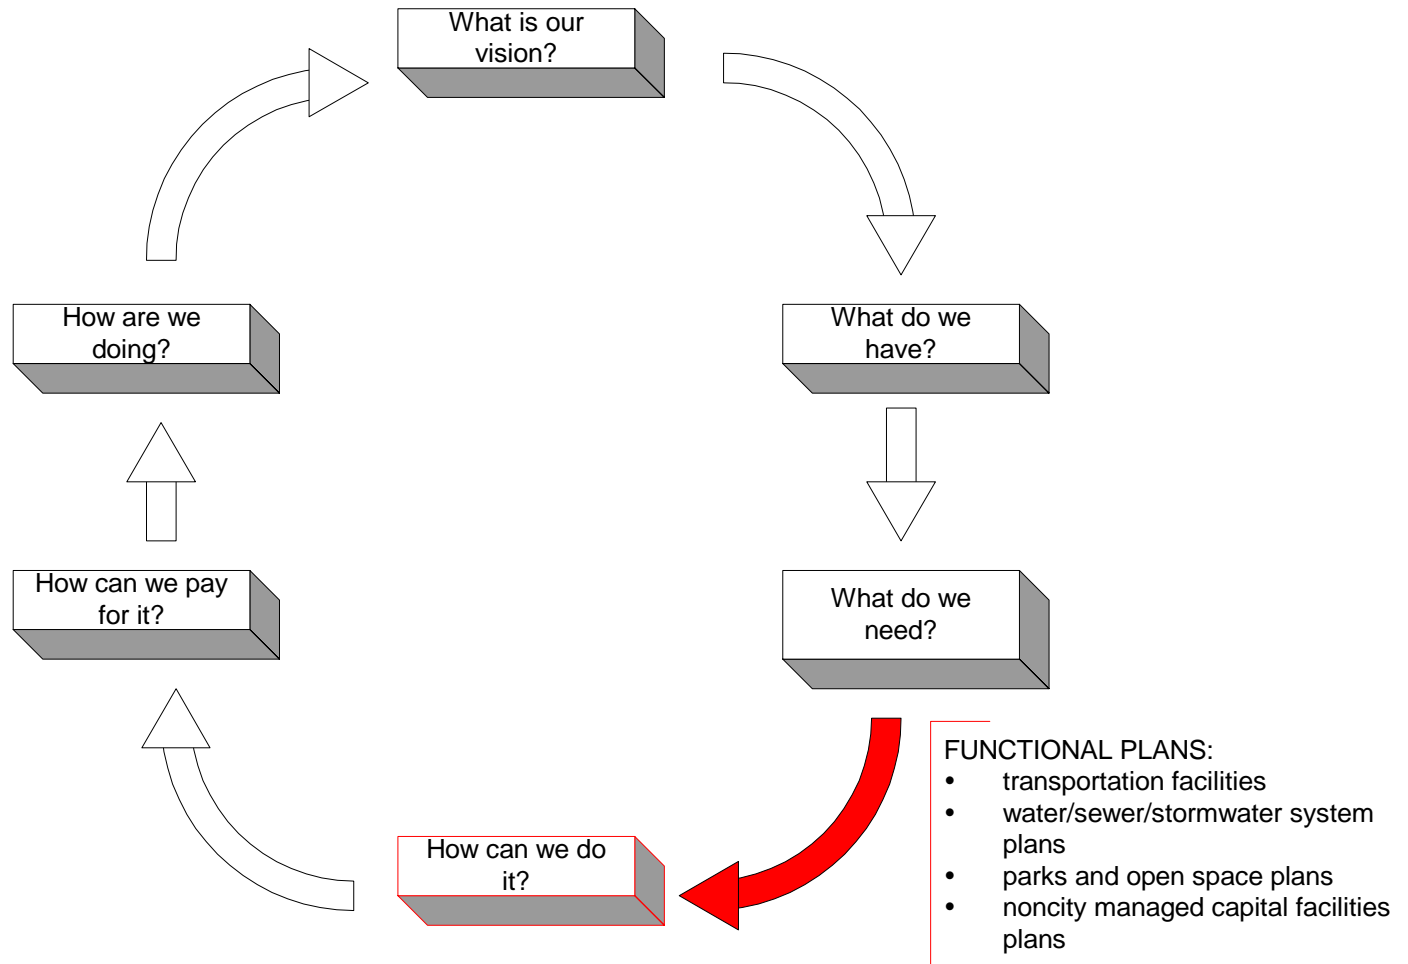 What is our
vision?
How are we
doing?
What do we
have?
How can we pay
for it?
What do we
need?
How can we do
it?
FUNCTIONAL PLANS:
• transportation facilities
• water/sewer/stormwater system
plans
• parks and open space plans
• noncity managed capital facilities
plans